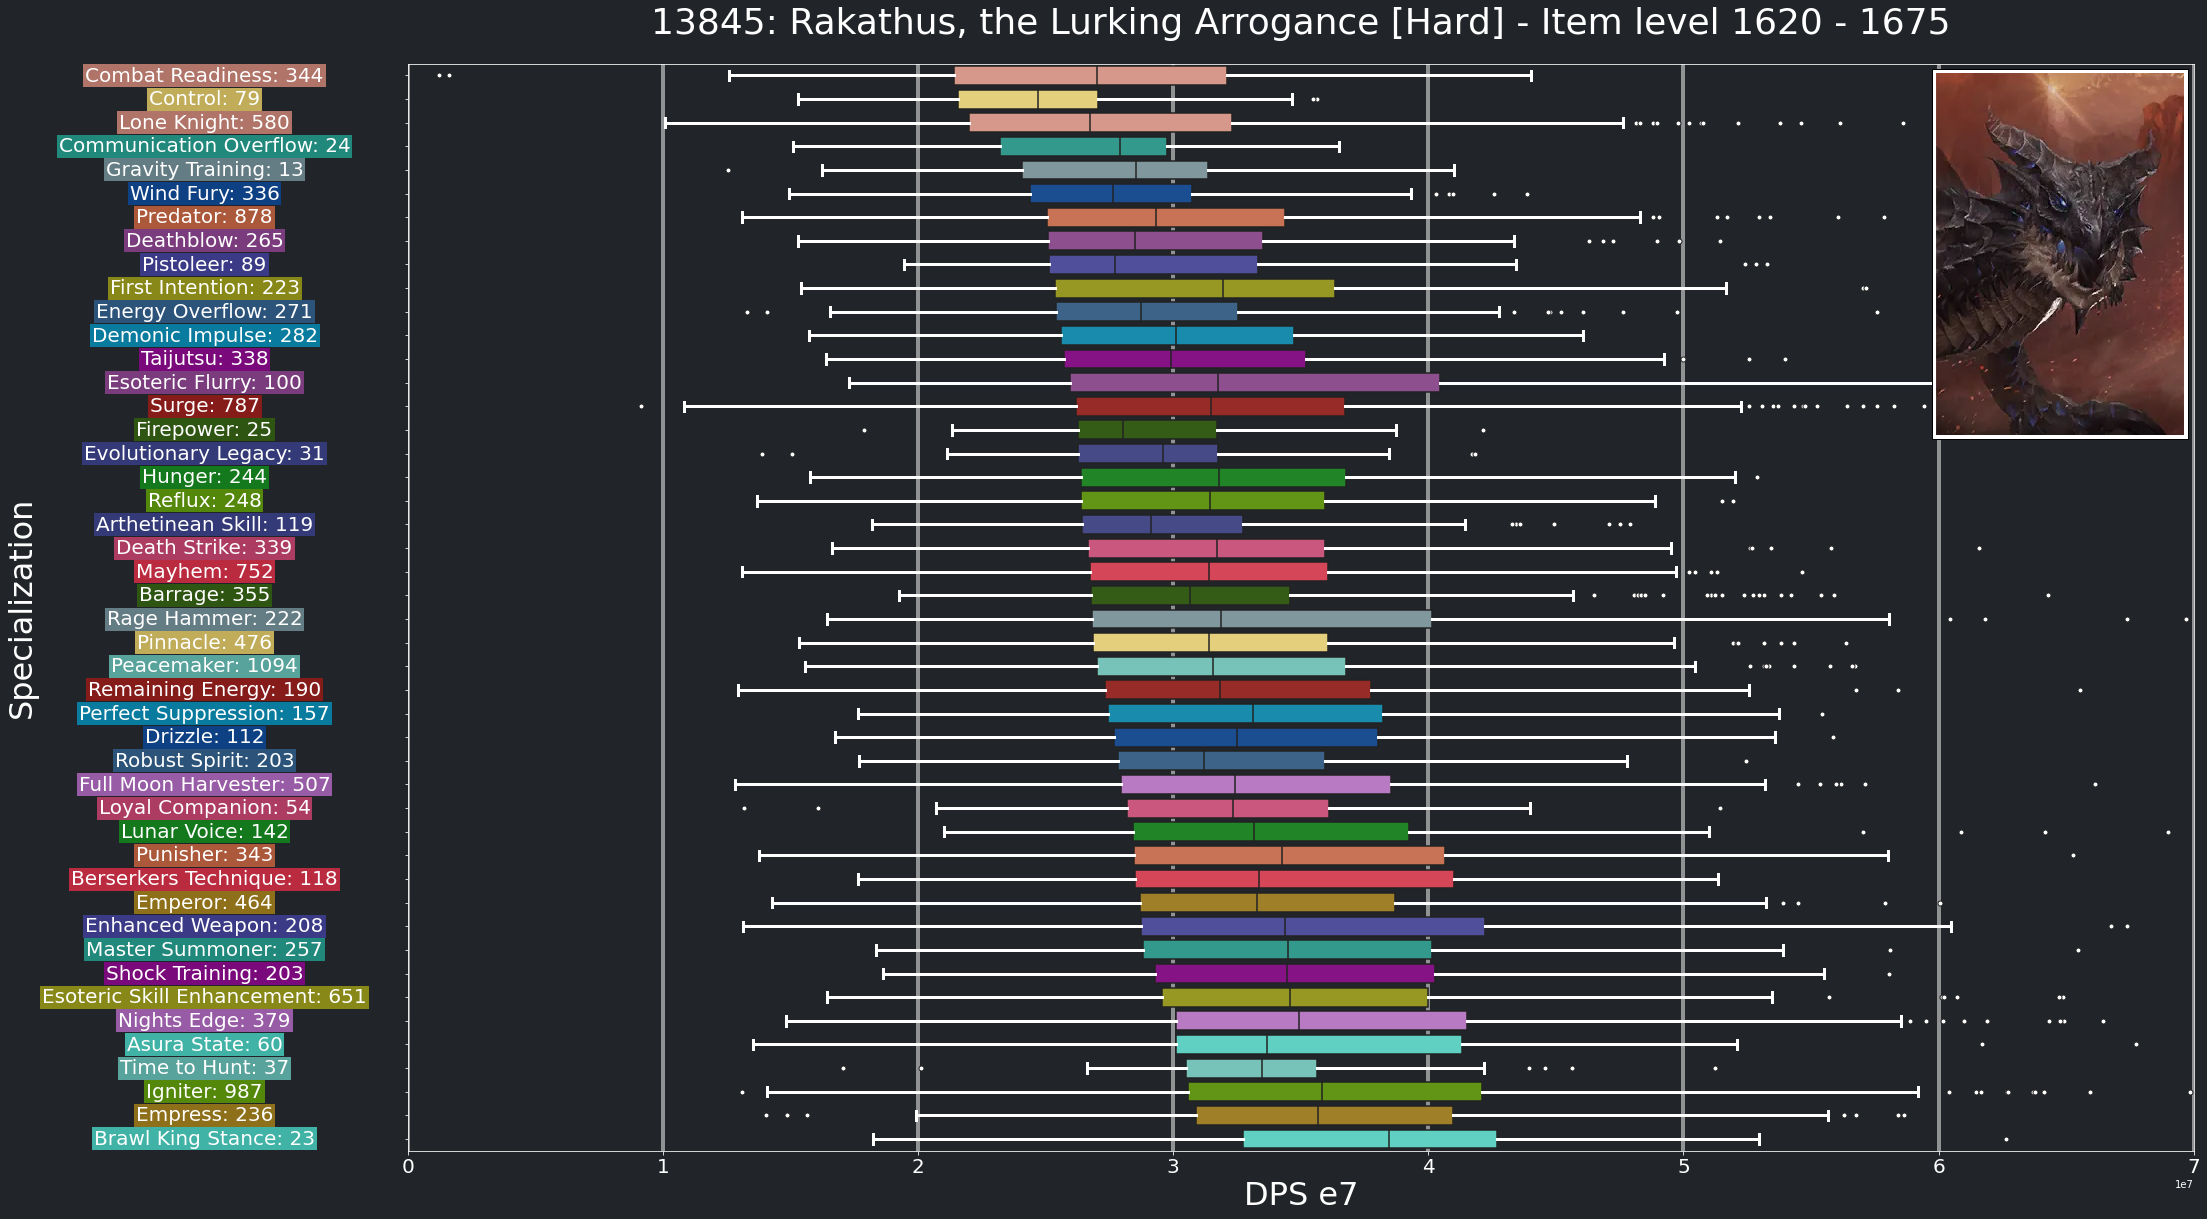 13845: Rakathus, the Lurking Arrogance [Hard] - Item level 1620 - 1675
Combat Readiness: 344
Control: 79
Lone Knight: 580
Communication Overflow: 24
Gravity Training: 13
Wind Fury: 336
Predator: 878
Deathblow: 265
Pistoleer: 89
First Intention: 223
Energy Overflow: 271
Demonic Impulse: 282
Taijutsu: 338
Esoteric Flurry: 100
Surge: 787
Firepower: 25
Evolutionary Legacy: 31
Hunger: 244
Reflux: 248
Arthetinean Skill: 119
Death Strike: 339
Mayhem: 752
Barrage: 355
Rage Hammer: 222
Pinnacle: 476
Peacemaker: 1094
Remaining Energy: 190
Perfect Suppression: 157
Drizzle: 112
Robust Spirit: 203
Full Moon Harvester: 507
Loyal Companion: 54
Lunar Voice: 142
Punisher: 343
Berserkers Technique: 118
Emperor: 464
Enhanced Weapon: 208
Master Summoner: 257
Shock Training: 203
Esoteric Skill Enhancement: 651
Nights Edge: 379
Asura State: 60
Time to Hunt: 37
Igniter: 987
Empress: 236
Brawl King Stance: 23
Specialization
0 1 2 3 4 5 6 7
DPS e7
1e7